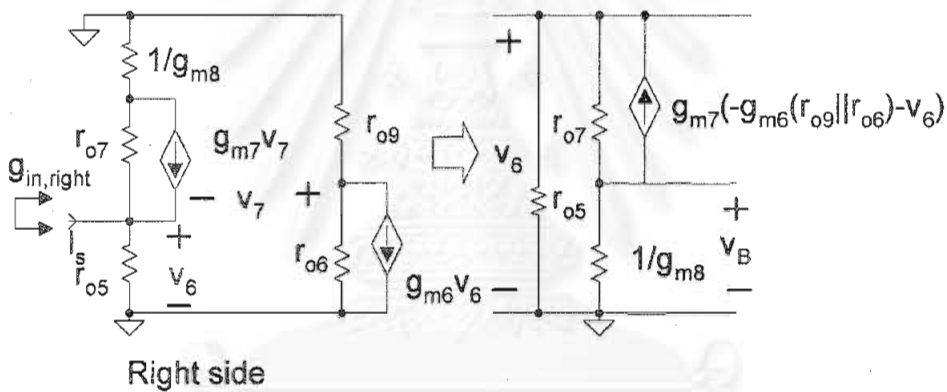 1/gm8
ro7
gm7v7
gin,right
is
ro5
+
v6
−
−
v7
+
ro9
ro6
gm6v6
+
v6
−
ro5
ro7
gm7(-gm6(ro9||ro6)-v6)
1/gm8
+
vB
−
Right side